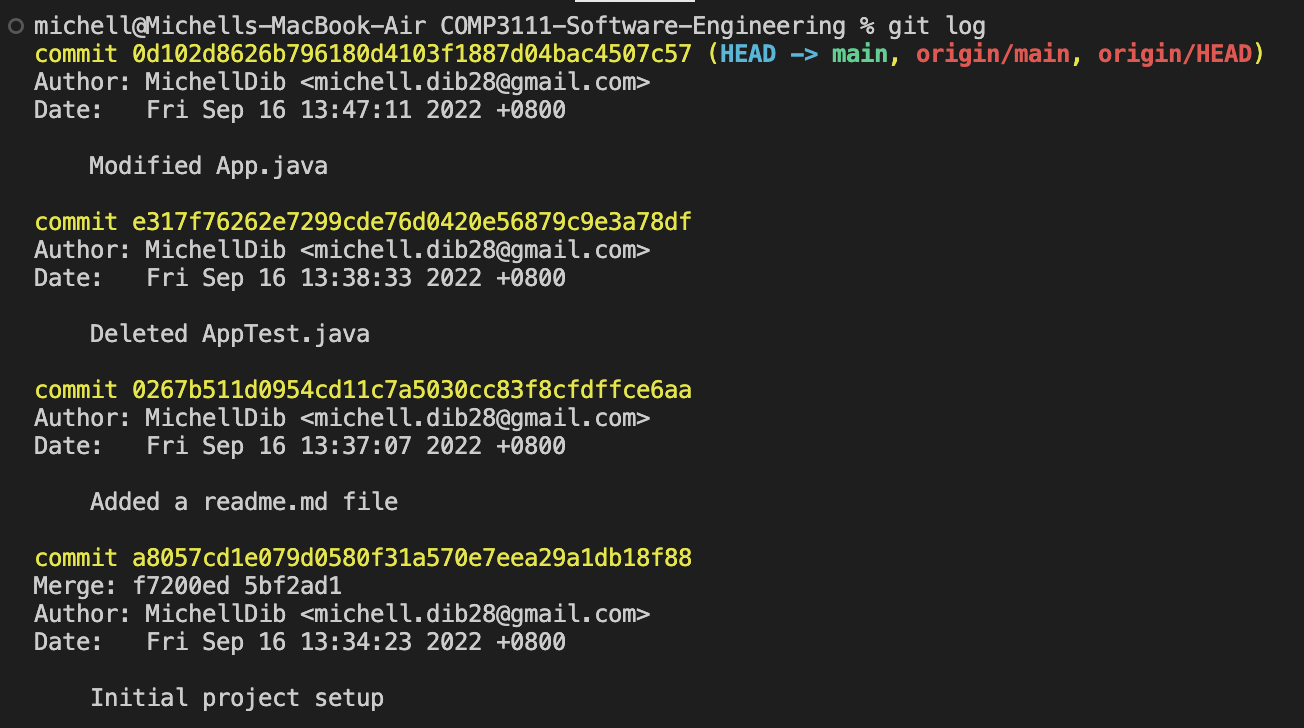 michell@Michells-MacBook-Air COMP3111-Software-Engineering % git log
commit 0d102d8626b796180d4103f1887d04bac4507c57 (HEAD -> main, origin/main, origin/HEAD)
Author: MichellDib <michell.dib28@gmail.com>
Date:   Fri Sep 16 13:47:11 2022 +0800
Modified App.java
commit e317f76262e7299cde76d0420e56879c9e3a78df
Author: MichellDib <michell.dib28@gmail.com>
Date:   Fri Sep 16 13:38:33 2022 +0800
Deleted AppTest.java
commit 0267b511d0954cd11c7a5030cc83f8cfdffce6aa
Author: MichellDib <michell.dib28@gmail.com>
Date:   Fri Sep 16 13:37:07 2022 +0800
Added a readme.md file
commit a8057cd1e079d0580f31a570e7eea29a1db18f88
Merge: f7200ed 5bf2ad1
Author: MichellDib <michell.dib28@gmail.com>
Date:   Fri Sep 16 13:34:23 2022 +0800
Initial project setup